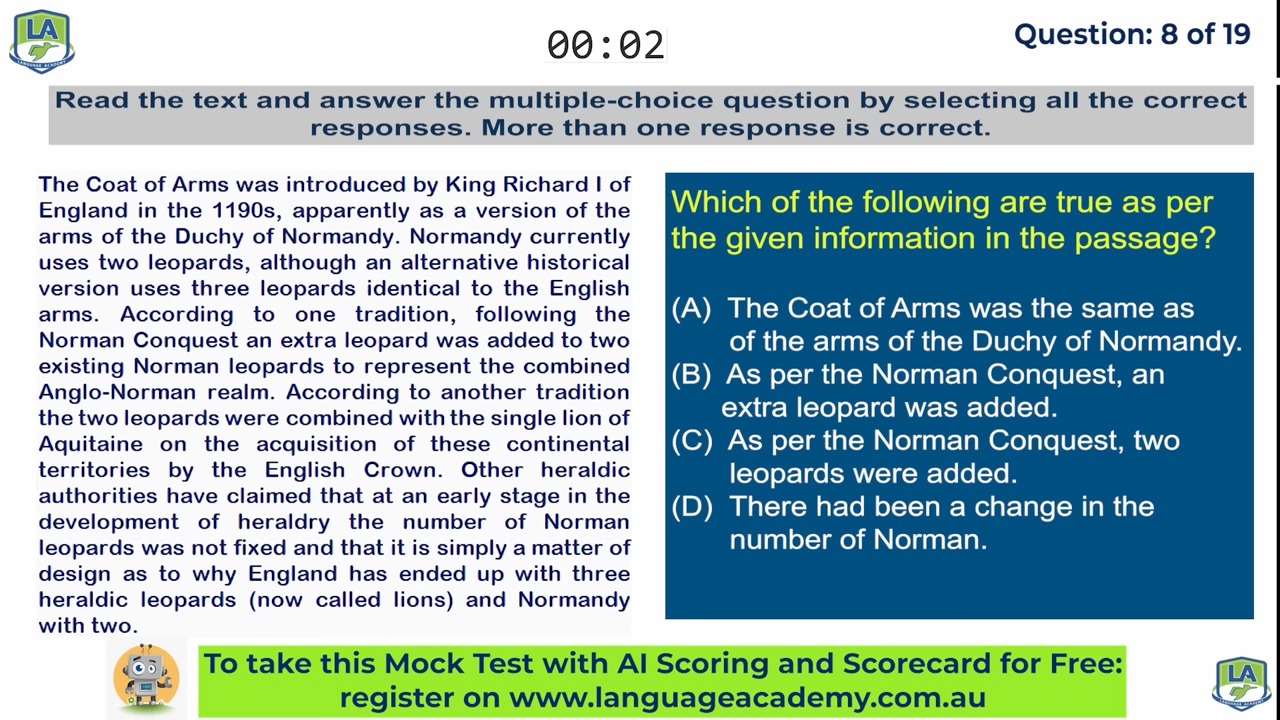 LA
LANGUAGE ACADEMY
00:02
Question: 8 of 19
Read the text and answer the multiple-choice question by selecting all the correct
responses. More than one response is correct.
The Coat of Arms was introduced by King Richard I of
England in the 1190s, apparently as a version of the
arms of the Duchy of Normandy. Normandy currently
uses two leopards, although an alternative historical
version uses three leopards identical to the English
arms. According to one tradition, following the
Norman Conquest an extra leopard was added to two
existing Norman leopards to represent the combined
Anglo-Norman realm. According to another tradition
the two leopards were combined with the single lion of
Aquitaine on the acquisition of these continental
territories by the English Crown. Other heraldic
authorities have claimed that at an early stage in the
development of heraldry the number of Norman
leopards was not fixed and that it is simply a matter of
design as to why England has ended up with three
heraldic leopards (now called lions) and Normandy
with two.
Which of the following are true as per
the given information in the passage?
(A) The Coat of Arms was the same as
of the arms of the Duchy of Normandy.
(B) As per the Norman Conquest, an
extra leopard was added.
(C) As per the Norman Conquest, two
leopards were added.
(D) There had been a change in the
number of Norman.
To take this Mock Test with AI Scoring and Scorecard for Free:
register on www.languageacademy.com.au
LA
LANGUAGE ACADEMY